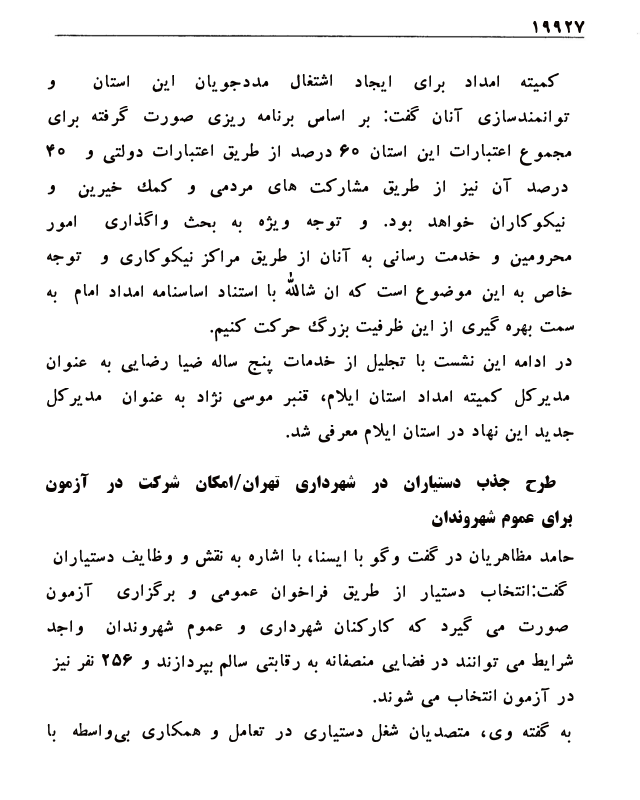 ۱۹۹۲۷
کمیته امداد برای ایجاد اشتغال مددجویان این استان و
توانمندسازی آنان گفت: بر اساس برنامه ریزی صورت گرفته برای
مجموع اعتبارات این استان ۶۰ درصد از طریق اعتبارات دولتی و ۴۰
درصد آن نیز از طریق مشارکت های مردمی و کمک خیرین و
نیکوکاران خواهد بود. و توجه ویژه به بحث واگذاری امور
محرومین و خدمت رسانی به آنان از طریق مراکز نیکوکاری و توجه
خاص به این موضوع است که ان شالله با استناد اساسنامه امداد امام به
سمت بهره گیری از این ظرفیت بزرگ حرکت کنیم.
در ادامه این نشست با تجلیل از خدمات پنج ساله ضیا رضایی به عنوان
مدیرکل کمیته امداد استان ایلام، قنبر موسی نژاد به عنوان مدیرکل
جدید این نهاد در استان ایلام معرفی شد.
طرح جذب دستیاران در شهرداری تهران/امکان شرکت در آزمون
برای عموم شهروندان
حامد مظاهریان در گفت وگو با ایسنا، با اشاره به نقش و وظایف دستیاران
گفت:انتخاب دستیار از طریق فراخوان عمومی و برگزاری آزمون
صورت می گیرد که کارکنان شهرداری و عموم شهروندان واجد
شرایط می توانند در فضایی منصفانه به رقابتی سالم بپردازند و ۲۵۶ نفر نیز
در آزمون انتخاب می شوند.
به گفته وی، متصدیان شغل دستیاری در تعامل و همکاری بی‌واسطه با